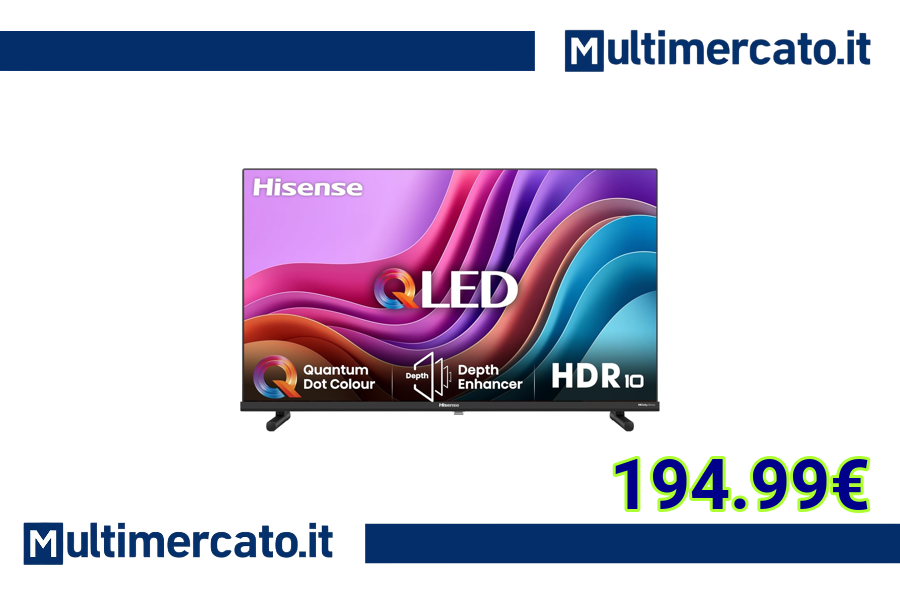 Multimercato.it
Hisense
QLED
Quantum
Dot Colour
Depth
Depth
Enhancer
HDR10
Hisense
194.99€
Multimercato.it